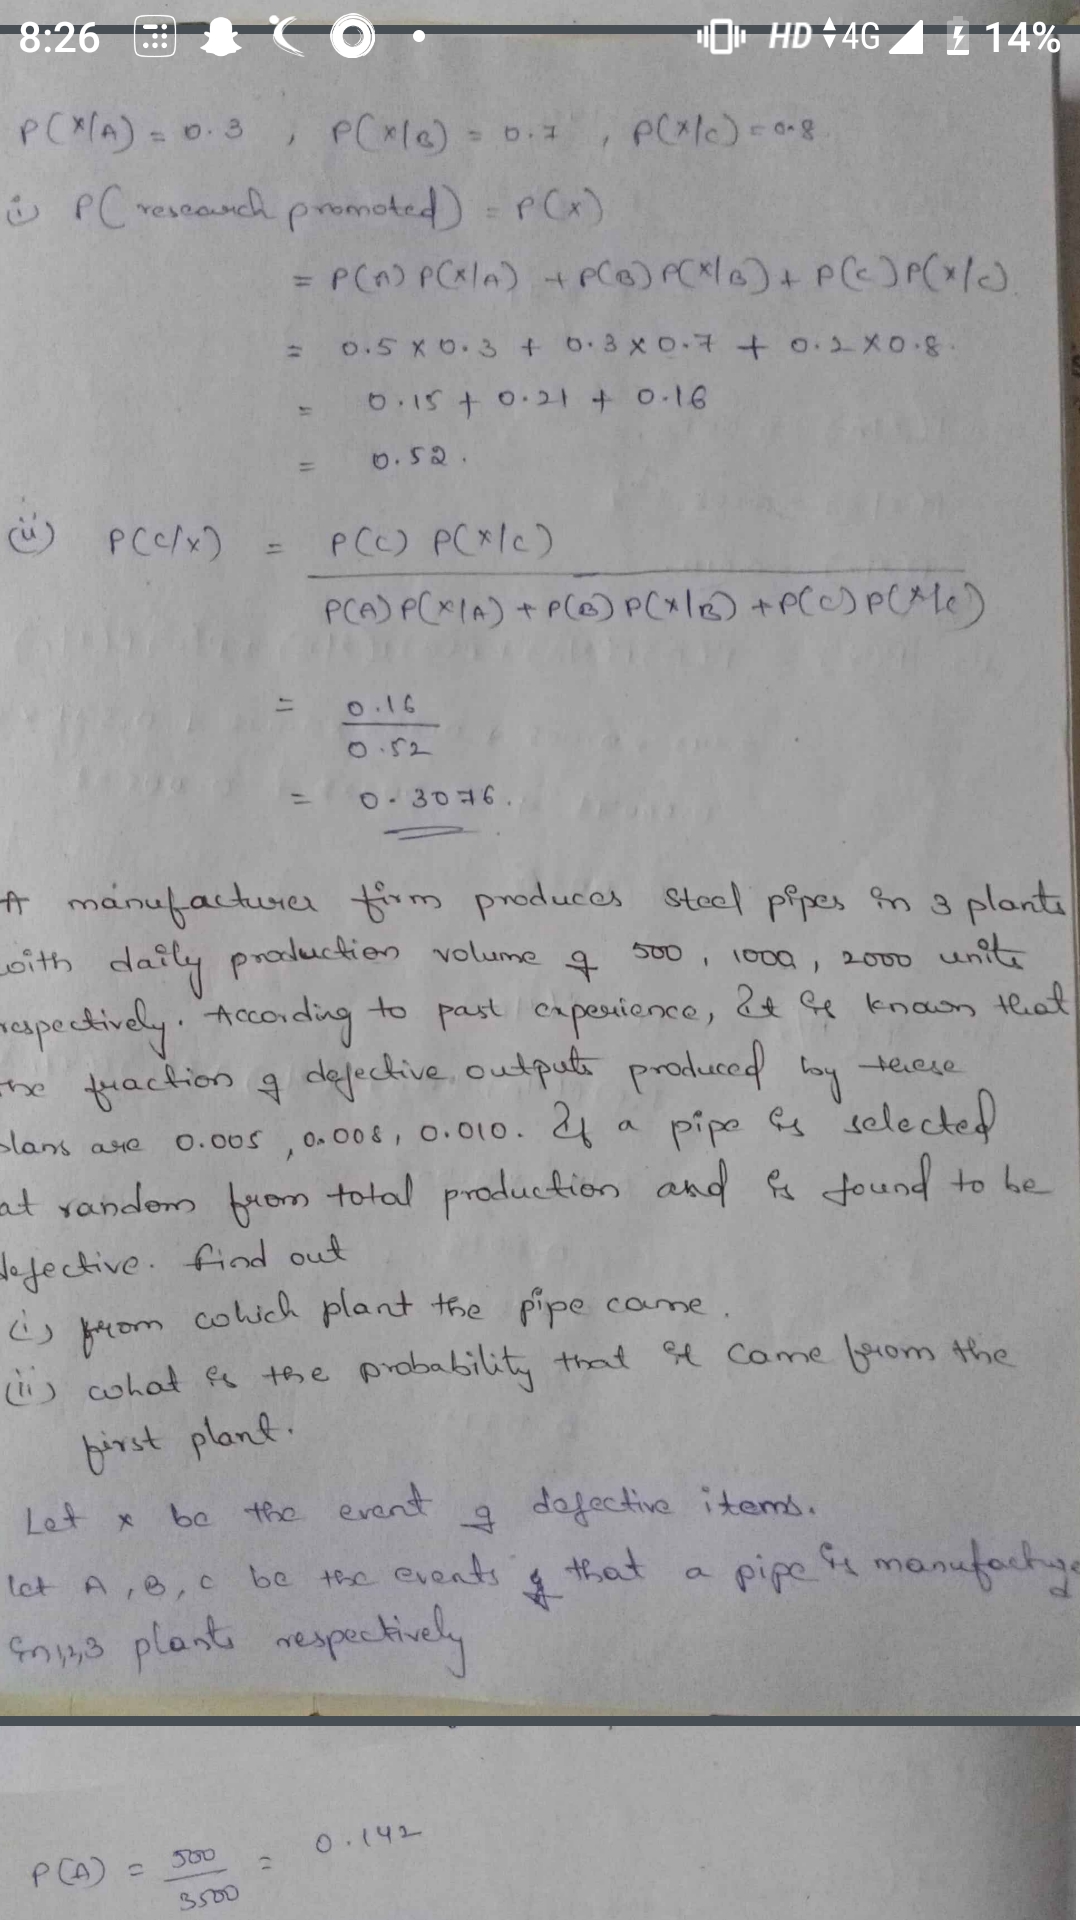 8:26 HD 4G 14%
P(X/A) = 0.3 , P(X/B) = 0.7 , P(X/C) = 0.8
i) P(research promoted) = P(X)
= P(A) P(X/A) + P(B) P(X/B) + P(C) P(X/C)
= 0.5 X 0.3 + 0.3 X 0.7 + 0.2 X 0.8.
= 0.15 + 0.21 + 0.16
= 0.52.
(ii) P(C/X) = P(C) P(X/C)
P(A) P(X/A) + P(B) P(X/B) + P(C) P(X/C)
= 0.16
0.52
= 0.3076.
A manufacturer firm produces steel pipes in 3 plants
with daily production volume of 500, 1000, 2000 units
respectively. According to past experience, It is known that
the fraction of defective outputs produced by these
plans are 0.005, 0.008, 0.010. If a pipe is selected
at random from total production and is found to be
defective. find out
(i) from which plant the pipe came.
(ii) what is the probability that it came from the
first plant.
Let x be the event of defective items.
let A, B, C be the events of that a pipe is manufacture
in 1,2,3 plants respectively
P(A) = 500 = 0.142
3500